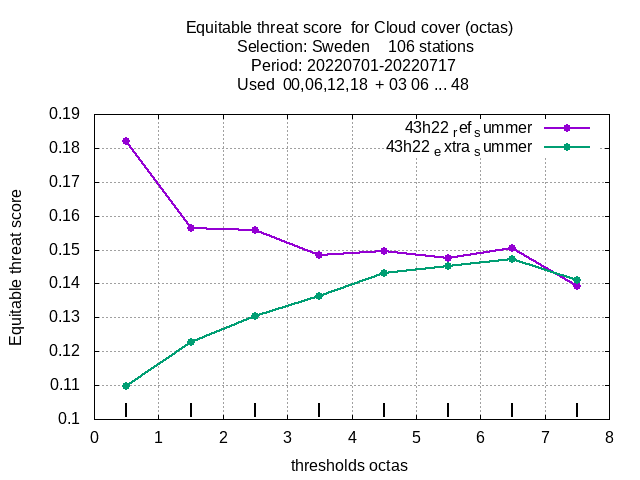 Equitable threat score  for Cloud cover (octas)
Selection: Sweden    106 stations
Period: 20220701-20220717
Used  00,06,12,18  + 03 06 ... 48
0.19
0.18
0.17
0.16
0.15
0.14
0.13
0.12
0.11
0.1
Equitable threat score
43h22 ref summer
43h22 extra summer
0 1 2 3 4 5 6 7 8
thresholds octas